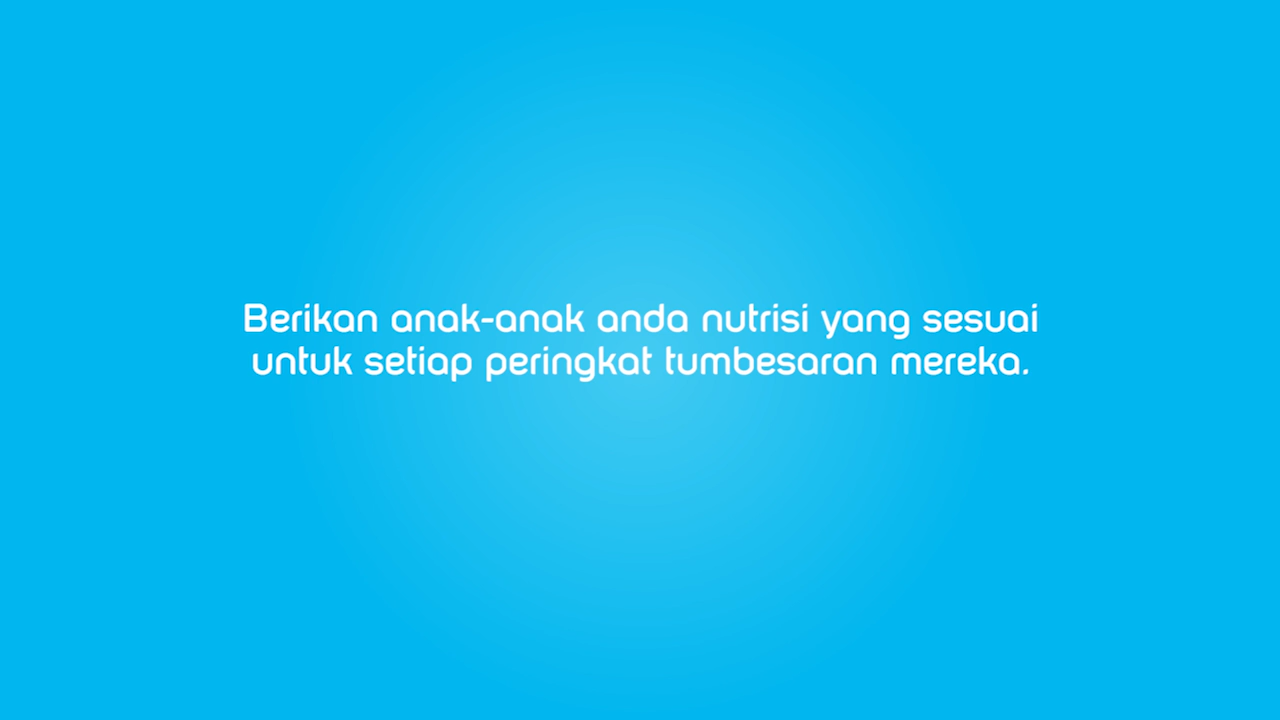 Berikan anak-anak anda nutrisi yang sesuai
untuk setiap peringkat tumbesaran mereka.